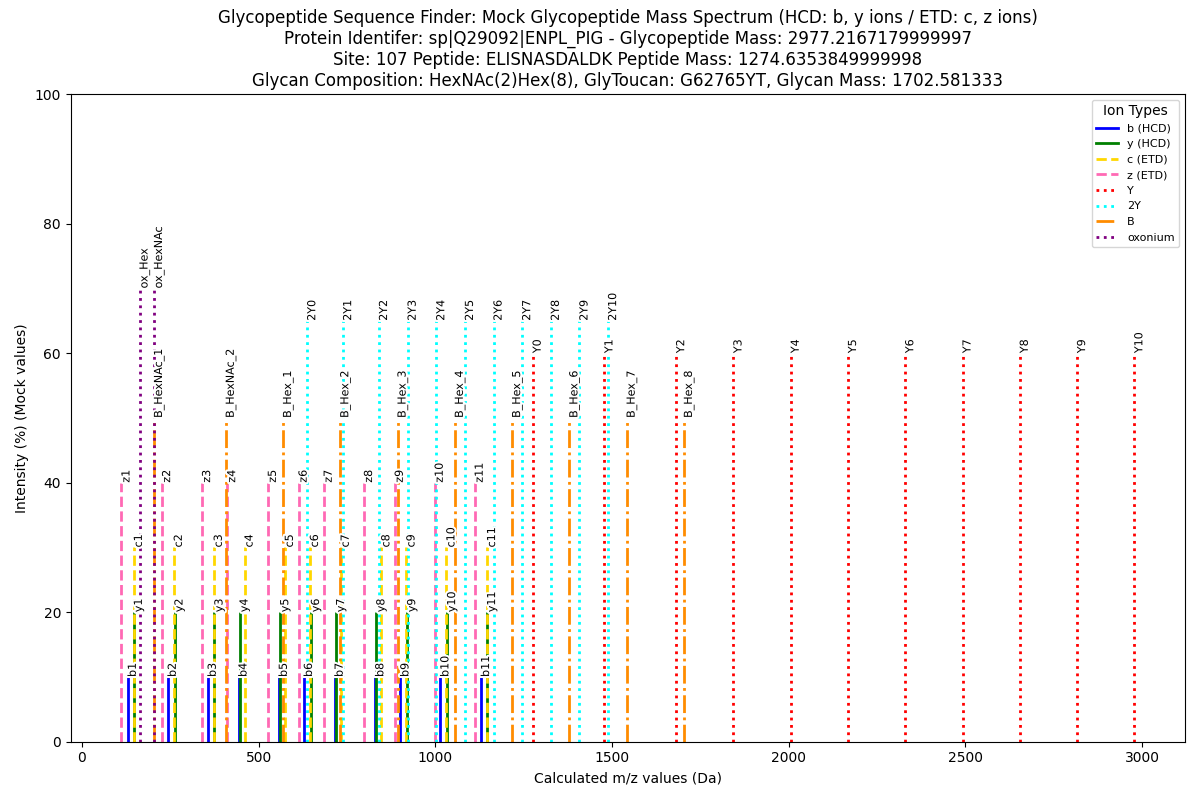 Glycopeptide Sequence Finder: Mock Glycopeptide Mass Spectrum (HCD: b, y ions / ETD: c, z ions)
Protein Identifer: sp|Q29092|ENPL_PIG - Glycopeptide Mass: 2977.2167179999997
Site: 107 Peptide: ELISNASDALDK Peptide Mass: 1274.6353849999998
Glycan Composition: HexNAc(2)Hex(8), GlyToucan: G62765YT, Glycan Mass: 1702.581333
100
80
60
40
20
0
Intensity (%) (Mock values)
Ion Types
b (HCD)
y (HCD)
c (ETD)
z (ETD)
Y
2Y
B
oxonium
ox_Hex
ox_HexNAc
2Y0
2Y1
2Y2
2Y3
2Y4
2Y5
2Y6
2Y7
2Y8
2Y9
2Y10
Y0
Y1
Y2
Y3
Y4
Y5
Y6
Y7
Y8
Y9
Y10
B_HexNAc_1
B_HexNAc_2
B_Hex_1
B_Hex_2
B_Hex_3
B_Hex_4
B_Hex_5
B_Hex_6
B_Hex_7
B_Hex_8
z1
z2
z3
z4
z5
z6
z7
z8
z9
z10
z11
c1
c2
c3
c4
c5
c6
c7
c8
c9
c10
c11
y1
y2
y3
y4
y5
y6
y7
y8
y9
y10
y11
b1
b2
b3
b4
b5
b6
b7
b8
b9
b10
b11
0
500
1000
1500
2000
2500
3000
Calculated m/z values (Da)